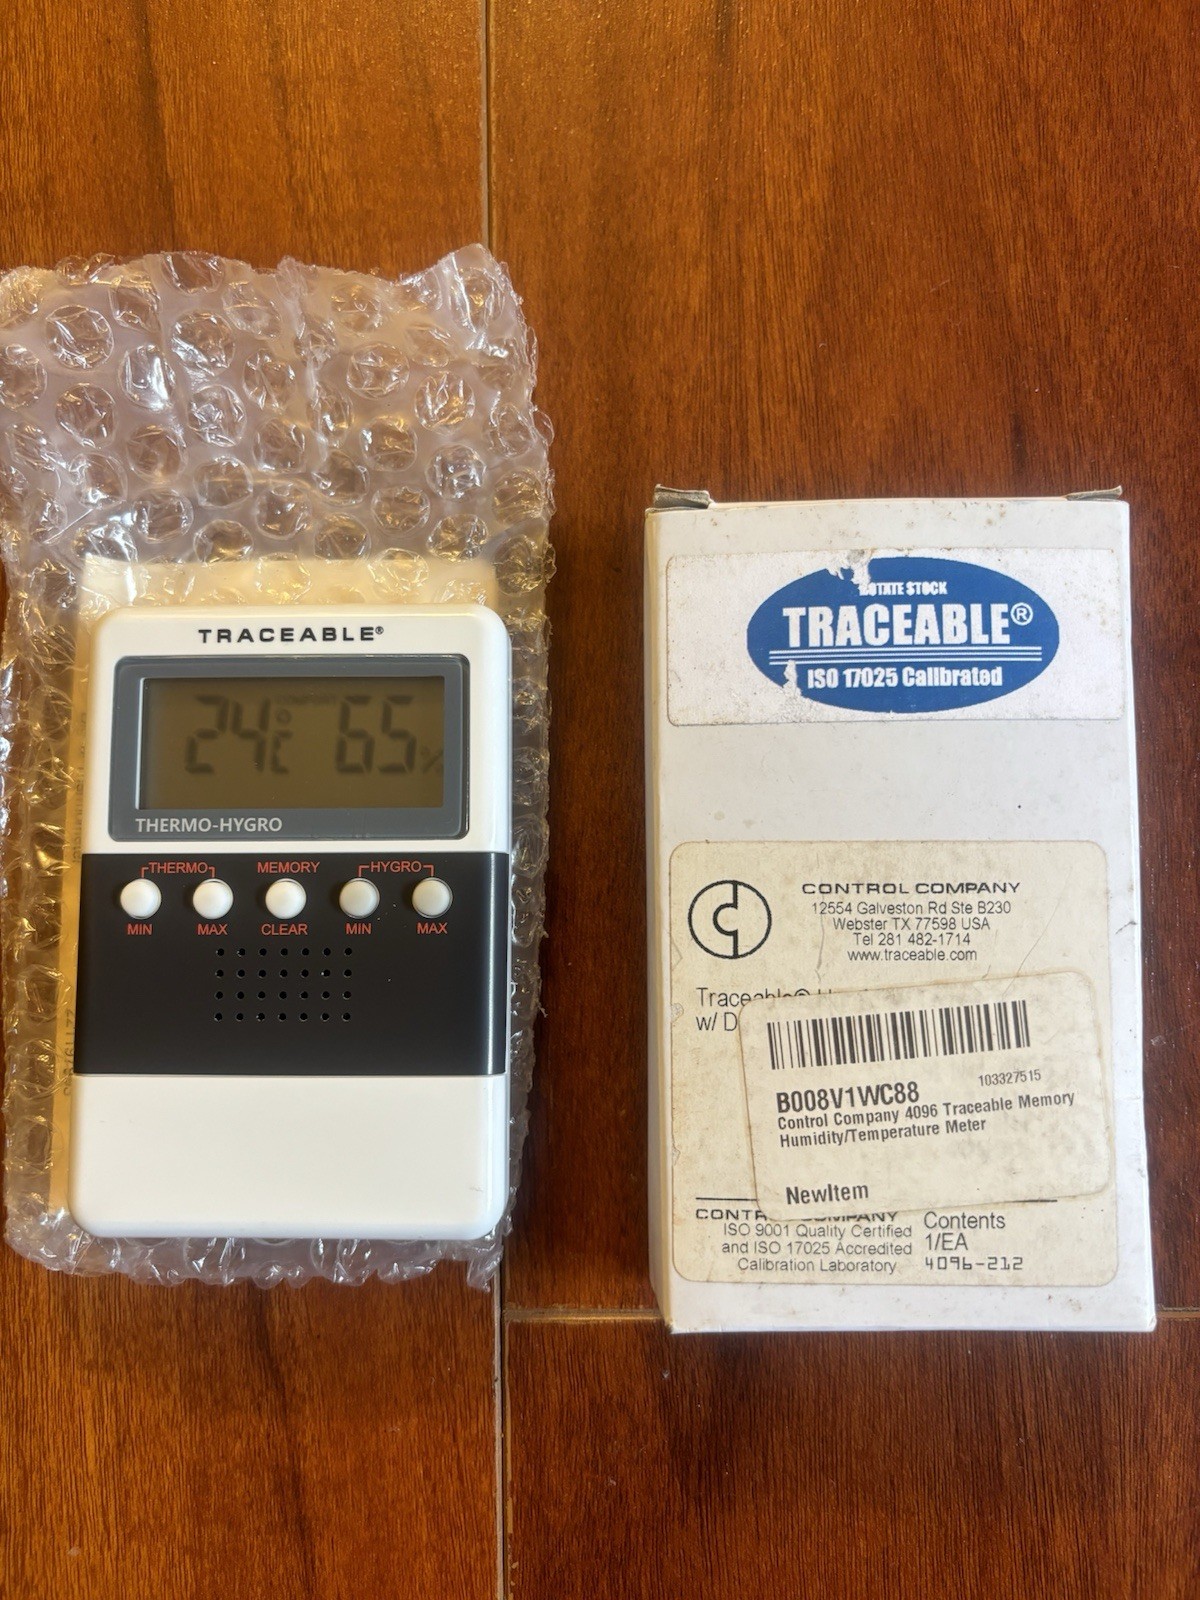 TRACEABLE®
24°C 65%
THERMO-HYGRO
THERMO MEMORY HYGRO
MIN MAX CLEAR MIN MAX
ROTATE STOCK
TRACEABLE®
ISO 17025 Calibrated
CONTROL COMPANY
12554 Galveston Rd Ste B230
Webster TX 77598 USA
Tel 281 482-1714
www.traceable.com
Traceable®
w/ D
103327515
B008V1WC88
Control Company 4096 Traceable Memory
Humidity/Temperature Meter
NewItem
CONTR COMPANY
ISO 9001 Quality Certified
and ISO 17025 Accredited
Calibration Laboratory
Contents
1/EA
4096-212